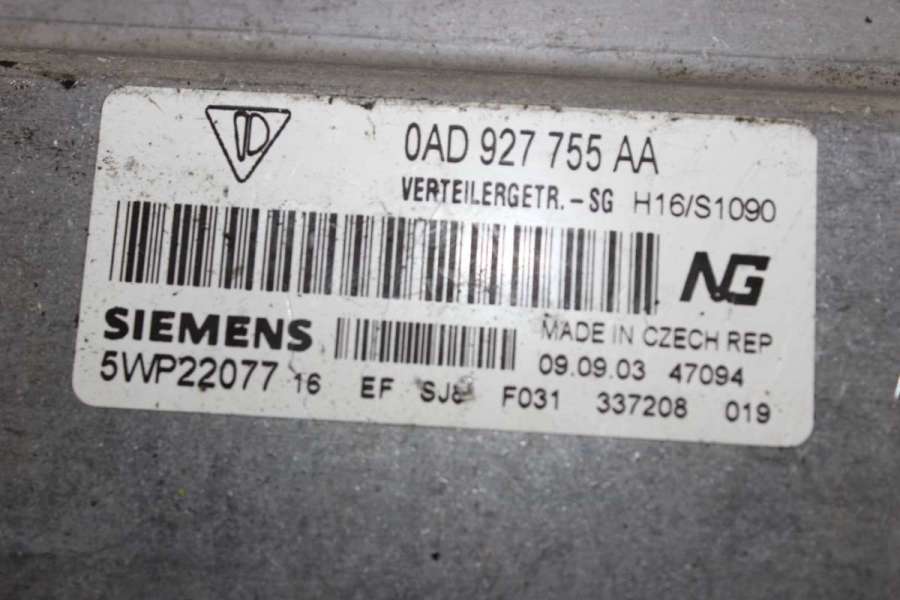 0AD 927 755 AA
VERTEILERGETR.-SG H16/S1090
NG
SIEMENS MADE IN CZECH REP
5WP22077 16 09.09.03 47094
EF F031 337208 019